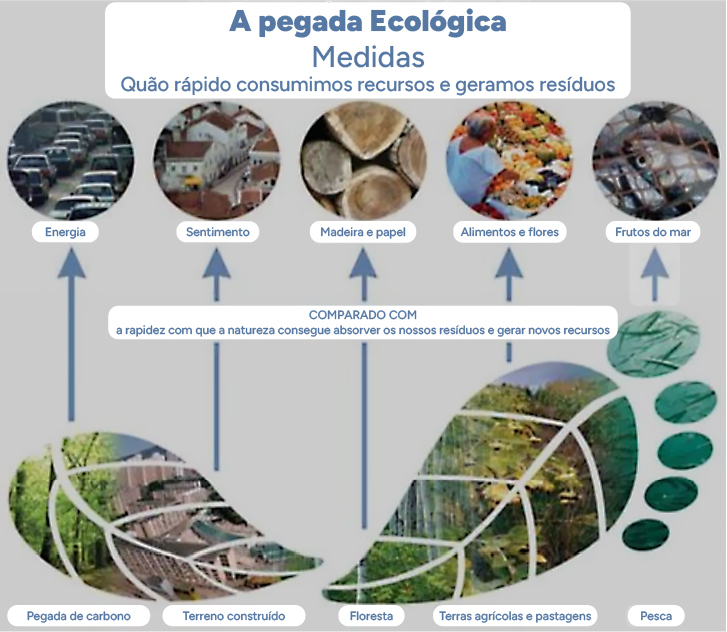 A pegada Ecológica
Medidas
Quão rápido consumimos recursos e geramos resíduos
Energia
Sentimento
Madeira e papel
Alimentos e flores
Frutos do mar
COMPARADO COM
a rapidez com que a natureza consegue absorver os nossos resíduos e gerar novos recursos
Pegada de carbono
Terreno construído
Floresta
Terras agrícolas e pastagens
Pesca